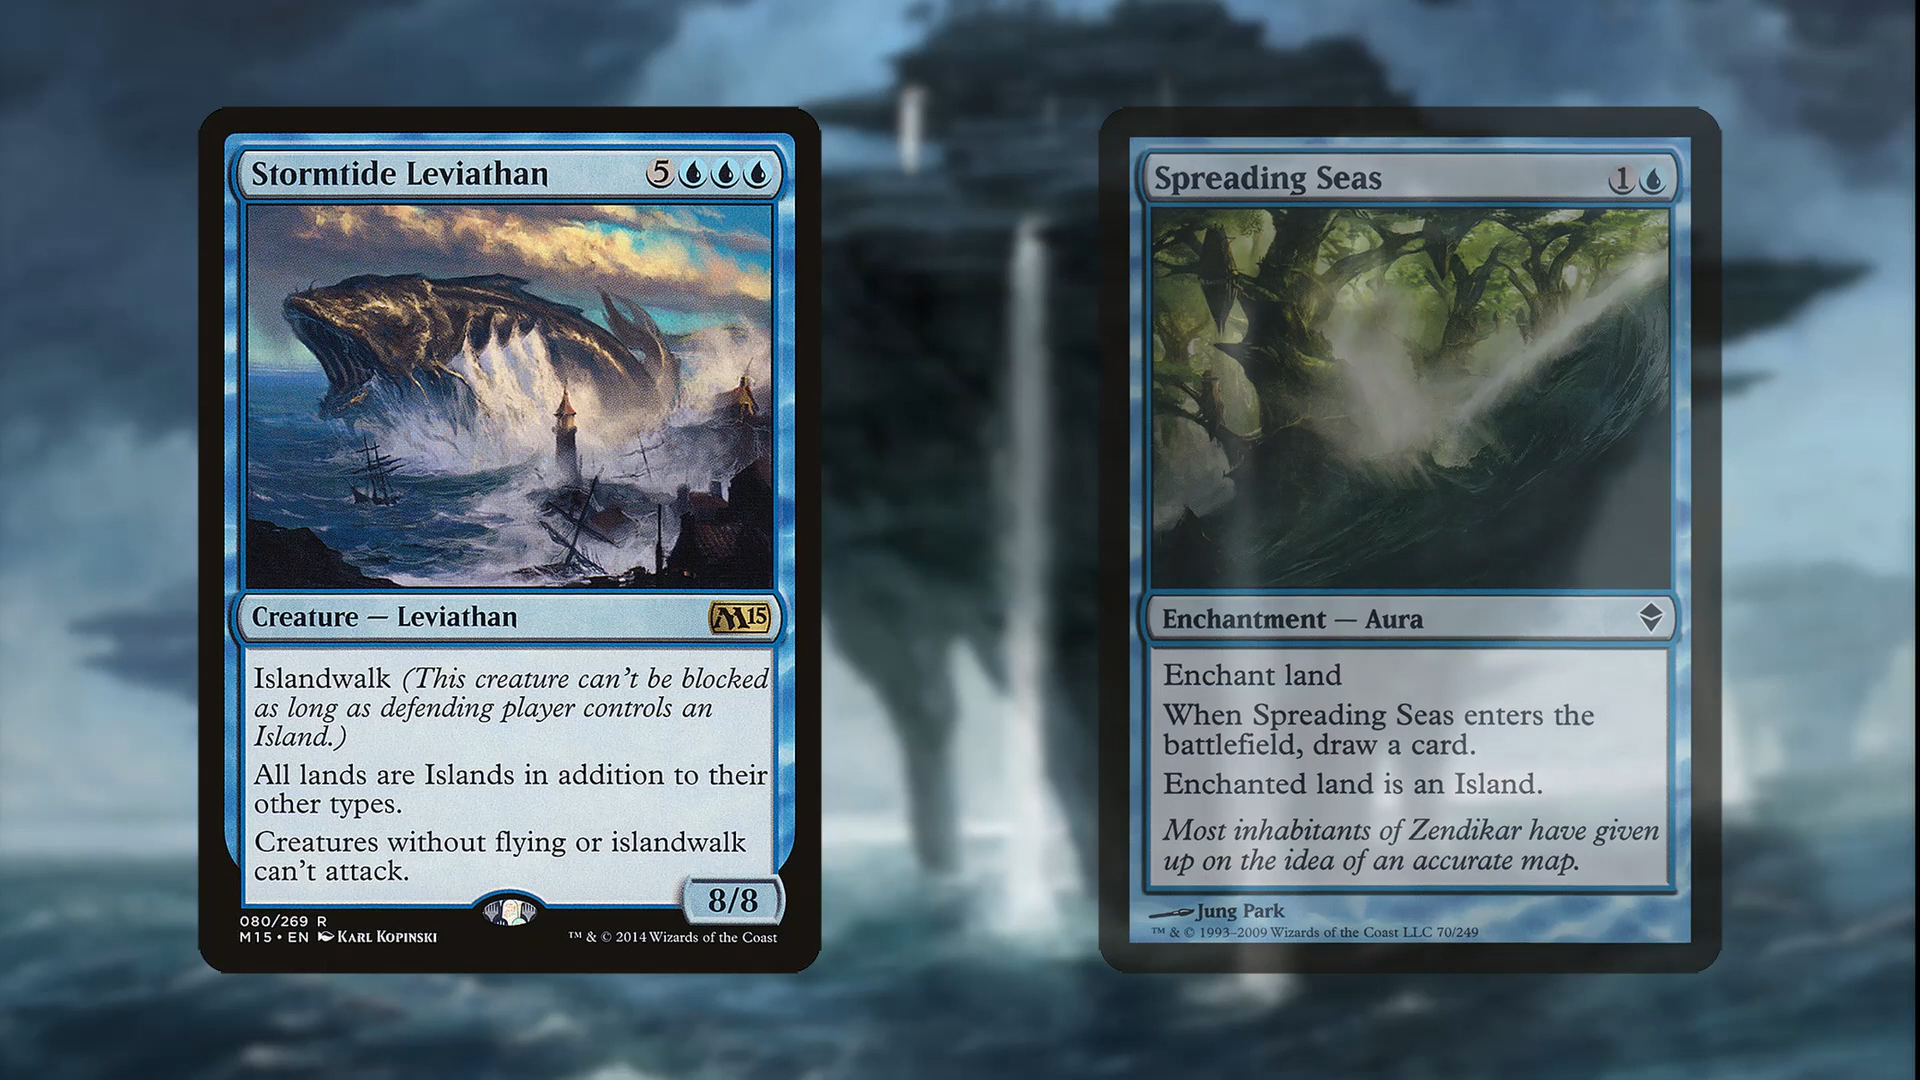 Stormtide Leviathan 5
Creature — Leviathan M15
Islandwalk (This creature can't be blocked
as long as defending player controls an
Island.)
All lands are Islands in addition to their
other types.
Creatures without flying or islandwalk
can't attack.
8/8
080/269 R
M15 • EN Karl Kopinski
™ & © 2014 Wizards of the Coast
Spreading Seas 1
Enchantment — Aura
Enchant land
When Spreading Seas enters the
battlefield, draw a card.
Enchanted land is an Island.
Most inhabitants of Zendikar have given
up on the idea of an accurate map.
Jung Park
™ & © 1993–2009 Wizards of the Coast LLC 70/249